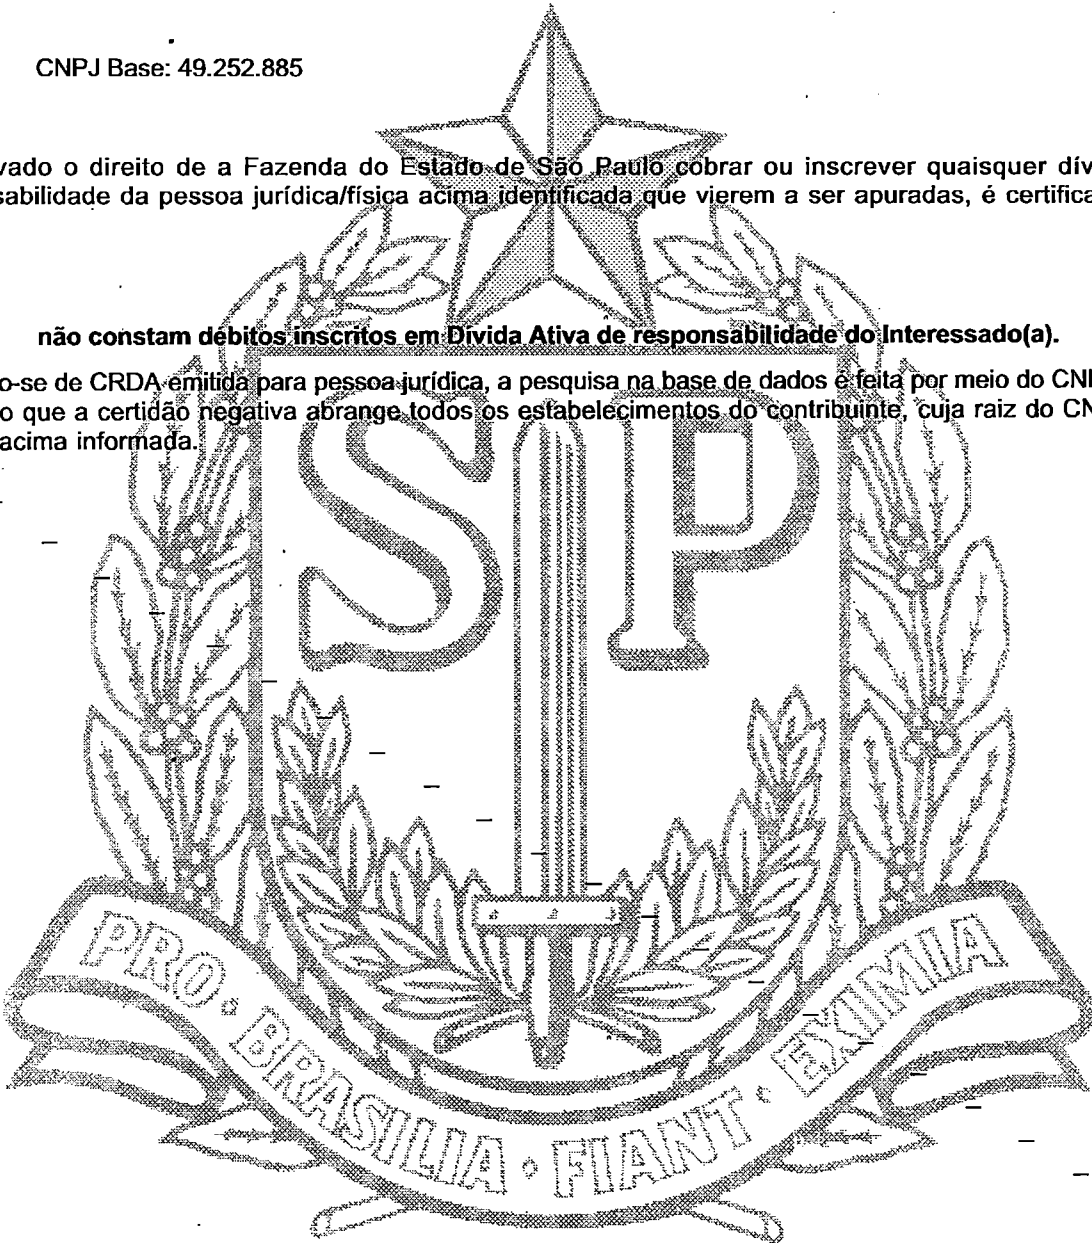 CNPJ Base: 49.252.885
vado o direito de a Fazenda do Estado de São Paulo cobrar ou inscrever quaisquer dív
sabilidade da pessoa jurídica/física acima identificada que vierem a ser apuradas, é certifica
não constam débitos inscritos em Dívida Ativa de responsabilidade do Interessado(a).
o-se de CRDA emitida para pessoa jurídica, a pesquisa na base de dados é feita por meio do CN
o que a certidão negativa abrange todos os estabelecimentos do contribuinte, cuja raiz do CN
acima informada.
SP
PRO · BRASILIA · FIANT · EXIMIA